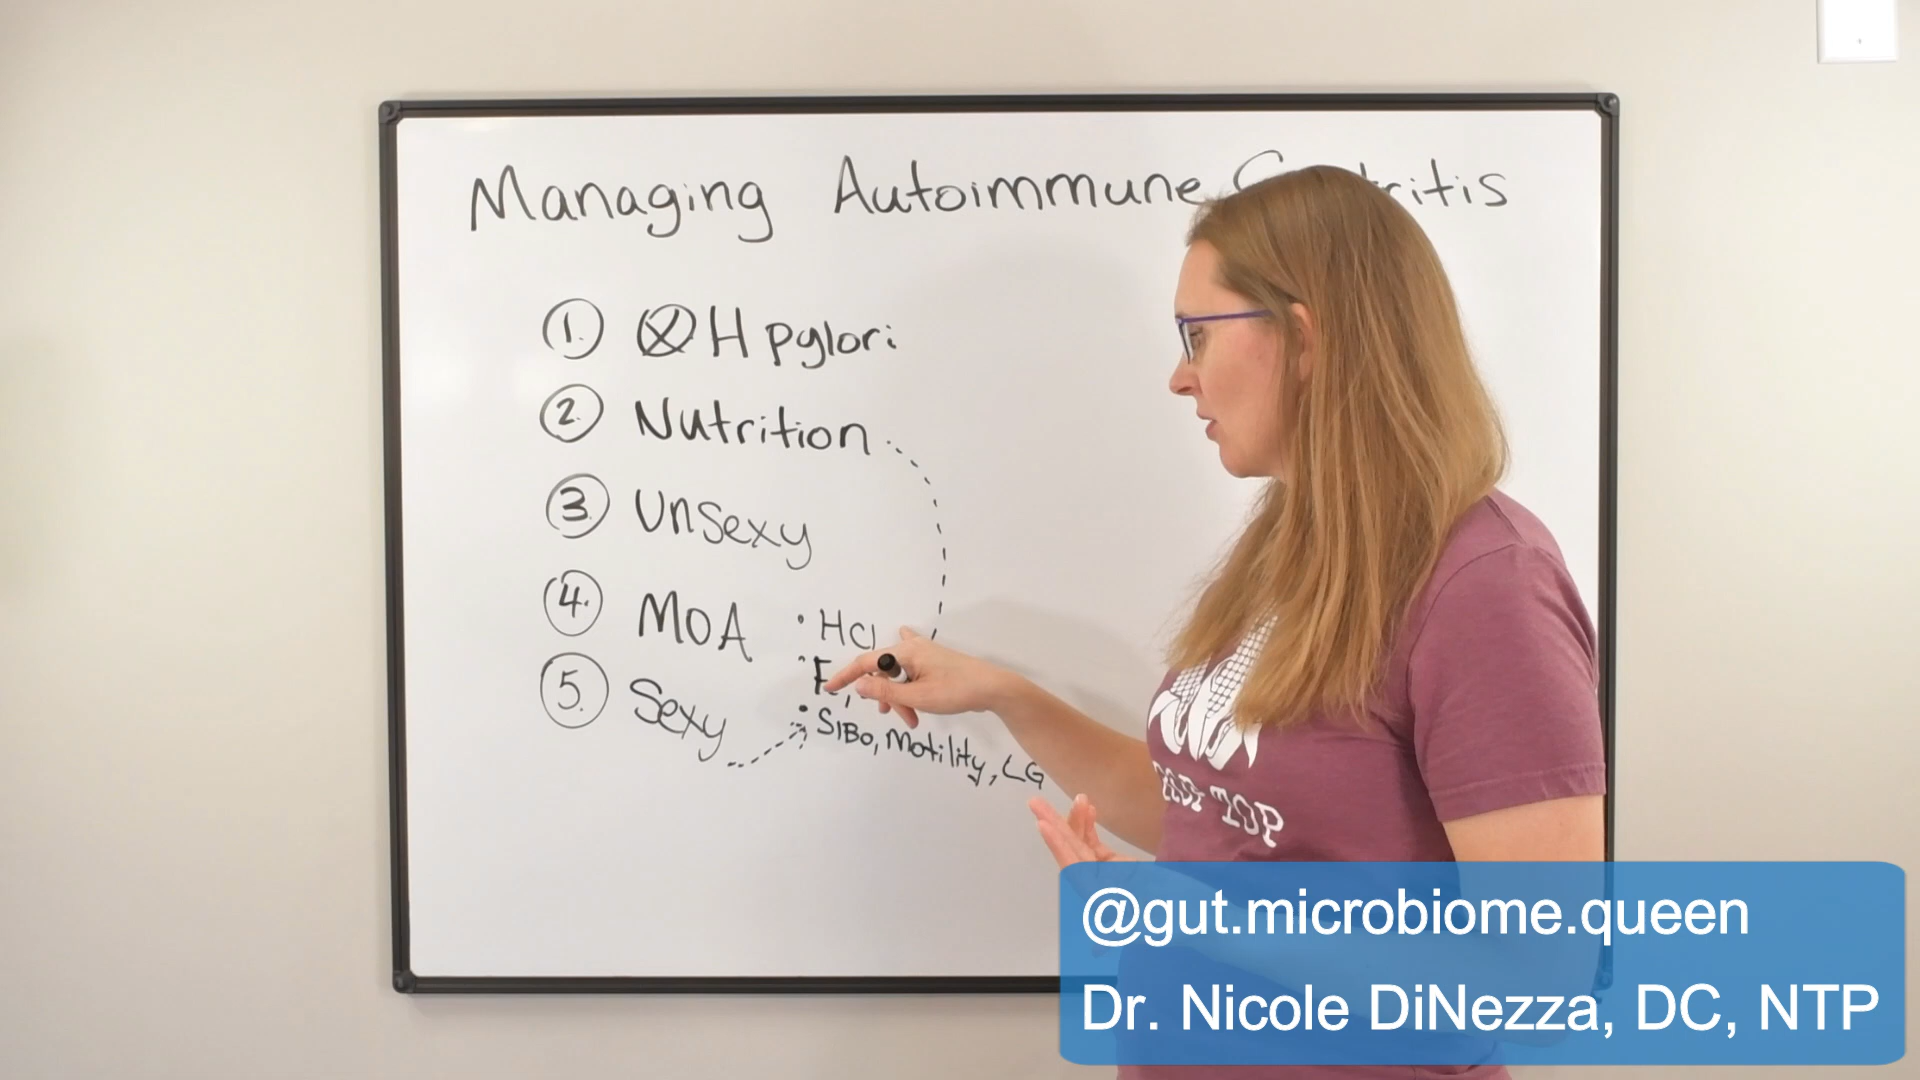 Managing Autoimmune
1. H pylori
2. Nutrition
3. Unsexy
4. MOA
• HCl
5. Sexy
• SIBO, Motility, LG
TOP
@gut.microbiome.queen
Dr. Nicole DiNezza, DC, NTP